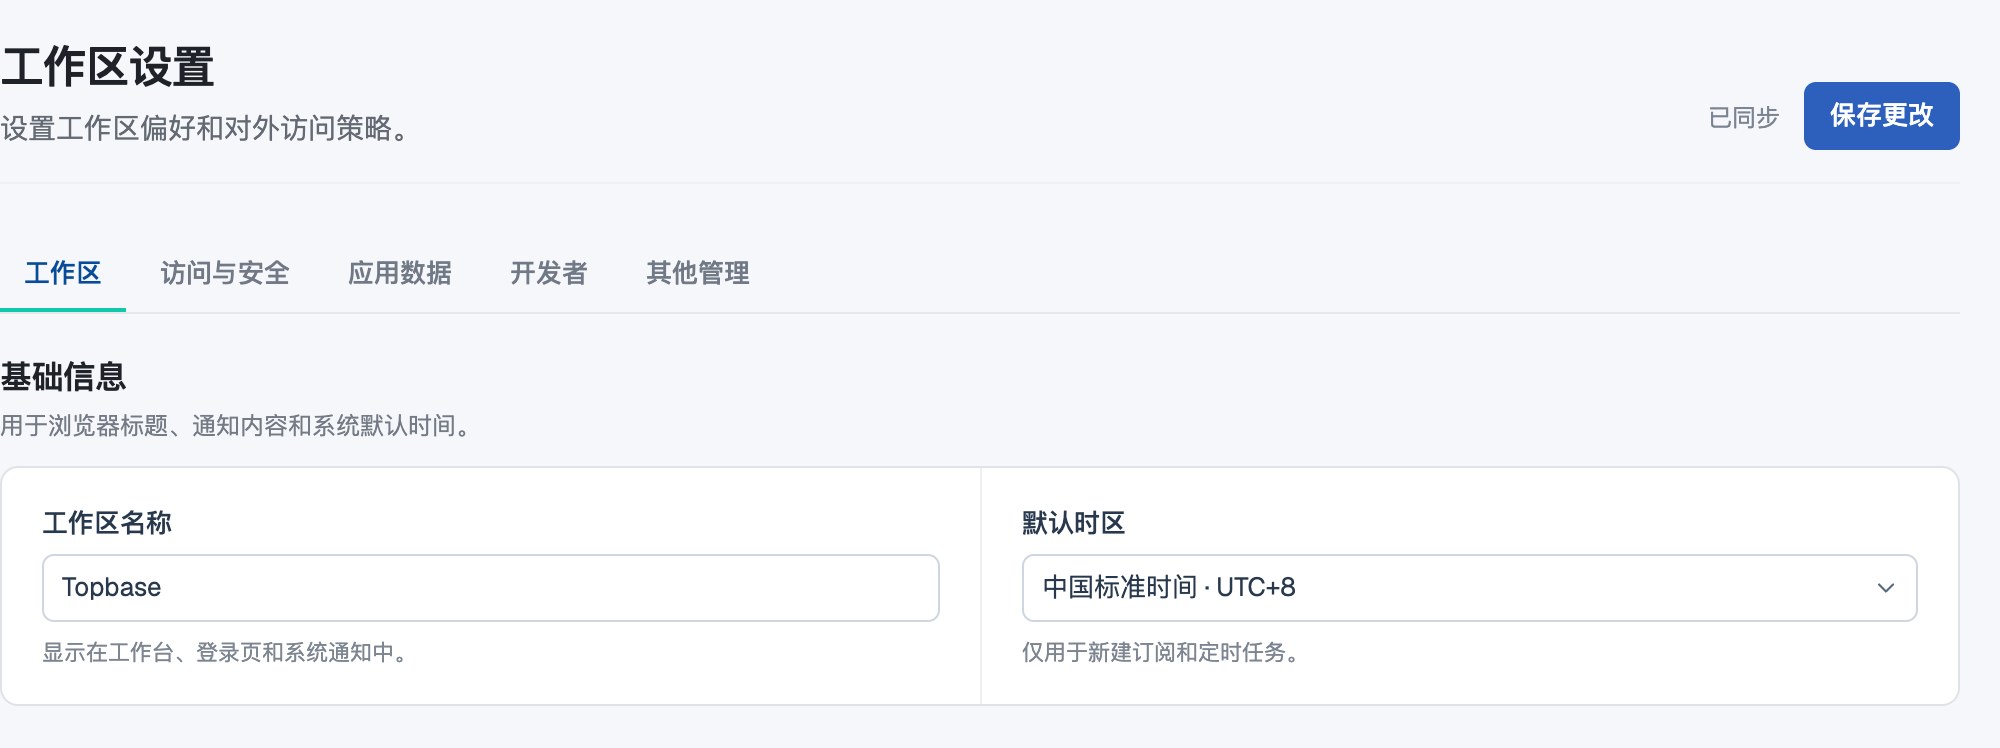 工作区设置
设置工作区偏好和对外访问策略。
已同步
保存更改
工作区 访问与安全 应用数据 开发者 其他管理
基础信息
用于浏览器标题、通知内容和系统默认时间。
工作区名称
Topbase
显示在工作台、登录页和系统通知中。
默认时区
中国标准时间 · UTC+8
仅用于新建订阅和定时任务。